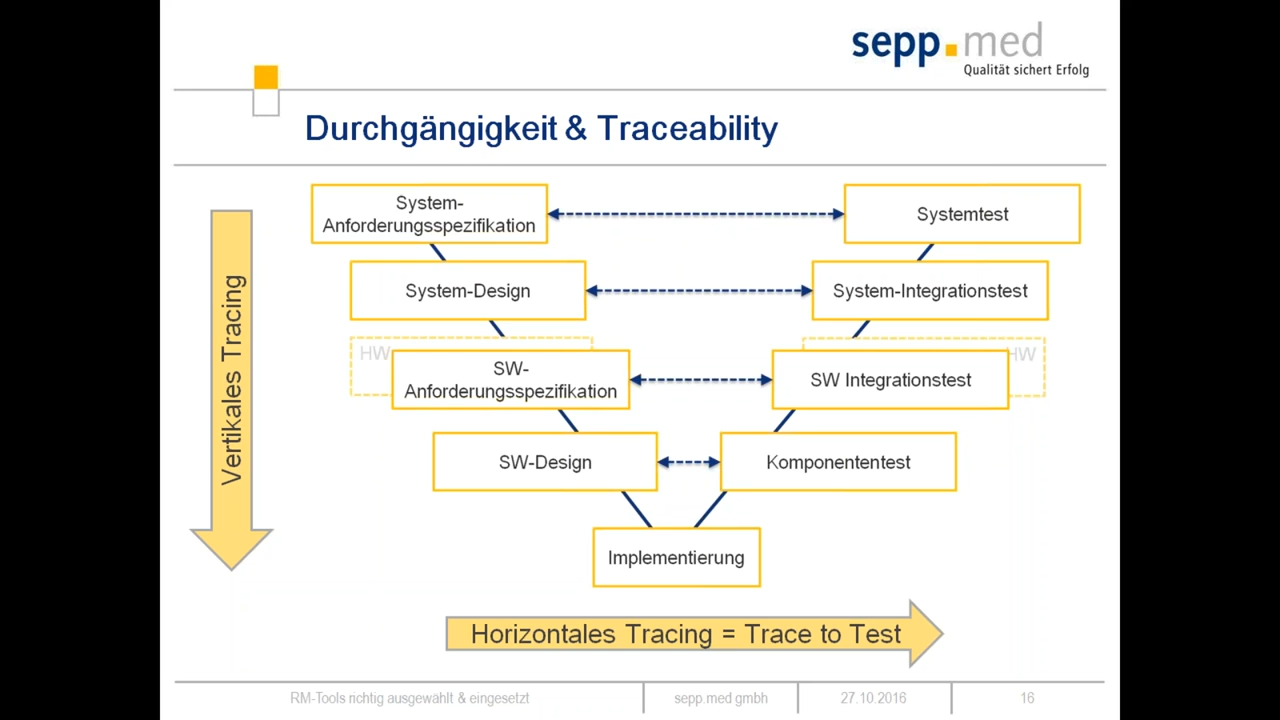 sepp.med
Qualität sichert Erfolg
Durchgängigkeit & Traceability
System-
Anforderungsspezifikation
Systemtest
System-Design
System-Integrationstest
HW
SW-
Anforderungsspezifikation
SW Integrationstest
HW
SW-Design
Komponententest
Implementierung
Vertikales Tracing
Horizontales Tracing = Trace to Test
RM-Tools richtig ausgewählt & eingesetzt
sepp.med gmbh
27.10.2016
16